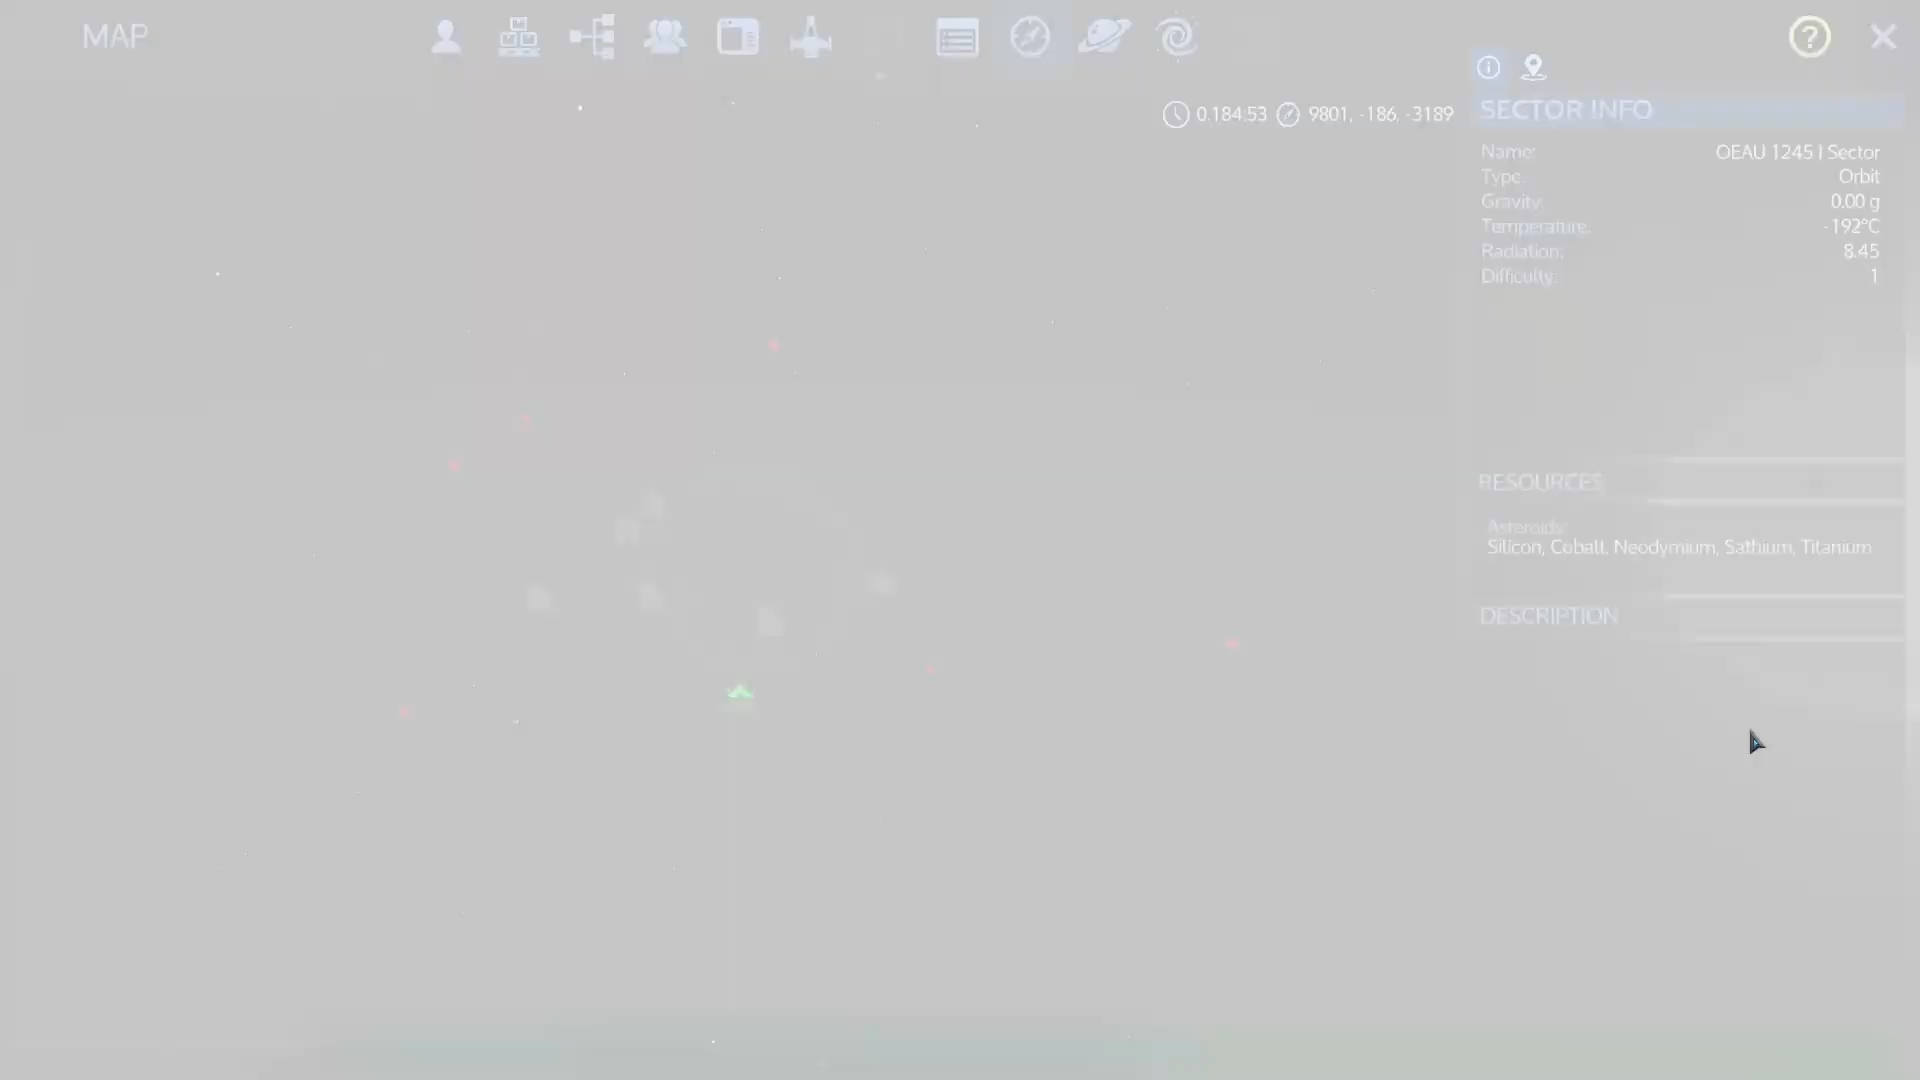 MAP
?
0.184:53 9801, -186, -3189
SECTOR INFO
Name: OEAU 1245 | Sector
Type: Orbit
Gravity: 0.00 g
Temperature: -192°C
Radiation: 8.45
Difficulty: 1
RESOURCES
Asteroids:
Silicon, Cobalt, Neodymium, Sathium, Titanium
DESCRIPTION